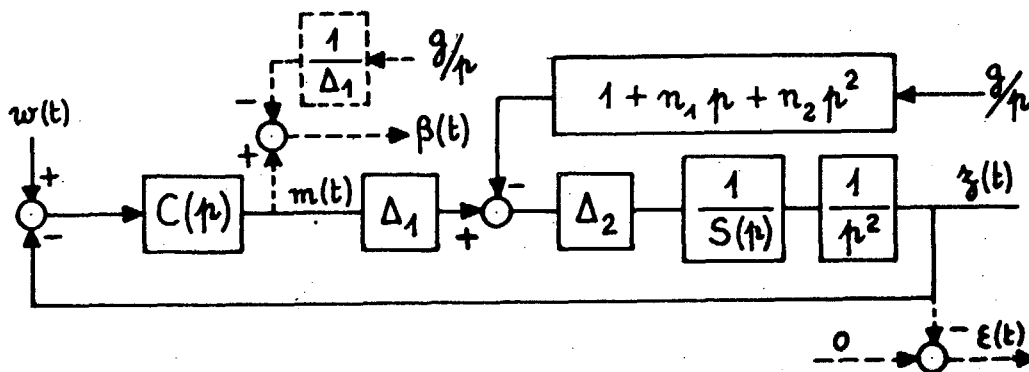 1
Δ₁
g/p
1 + n₁ p + n₂ p²
g/p
w(t)
-
+
β(t)
-
+
-
C(p)
m(t)
Δ₁
+
Δ₂
1
S(p)
1
p²
z(t)
0
-
ε(t)